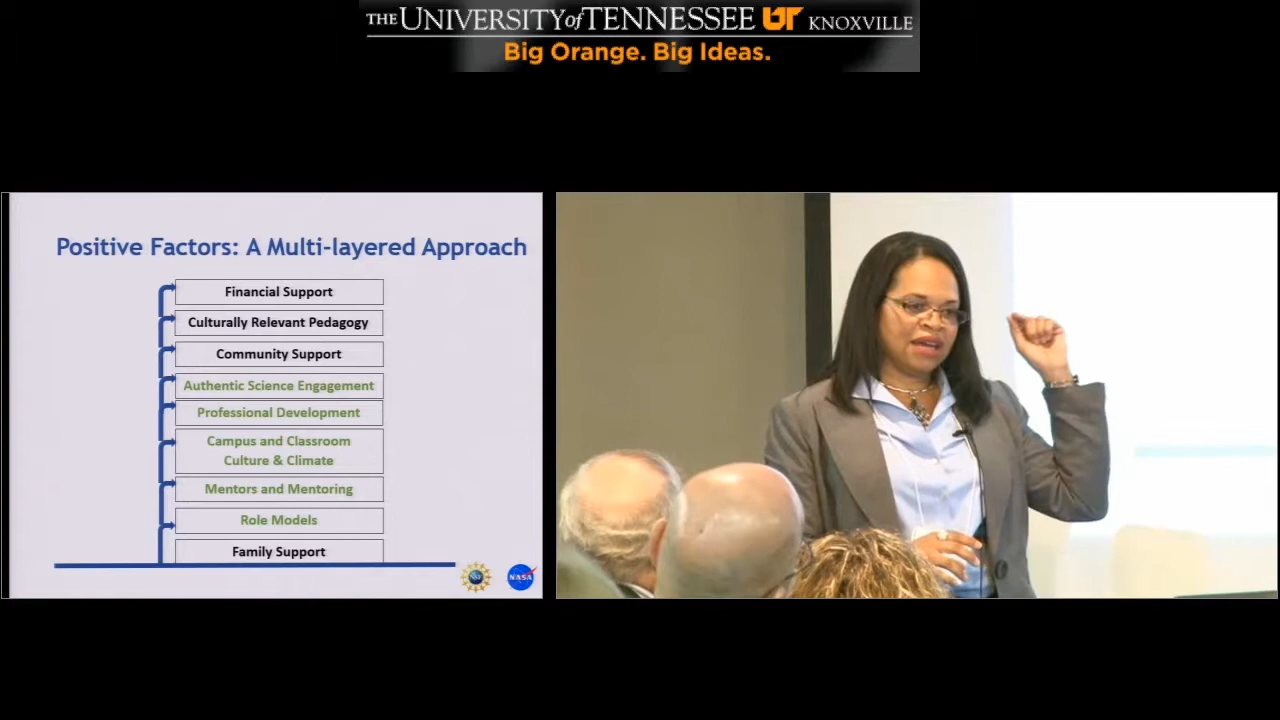 THE UNIVERSITY of TENNESSEE UT KNOXVILLE
Big Orange. Big Ideas.
Positive Factors: A Multi-layered Approach
Financial Support
Culturally Relevant Pedagogy
Community Support
Authentic Science Engagement
Professional Development
Campus and Classroom
Culture & Climate
Mentors and Mentoring
Role Models
Family Support
NSF
NASA